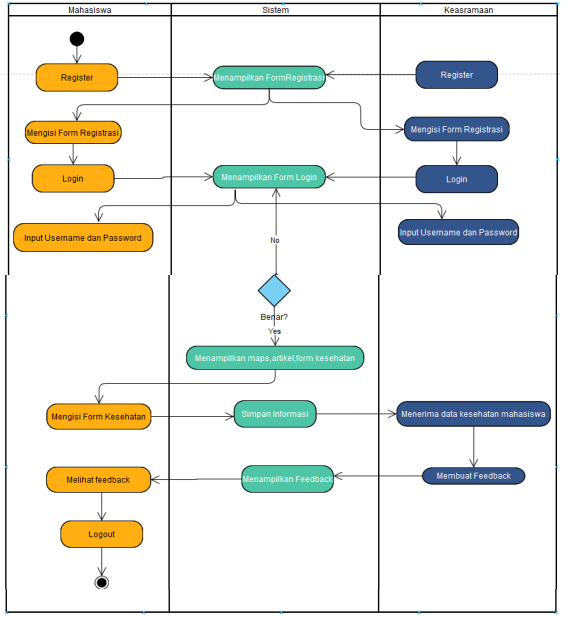 Mahasiswa
Sistem
Keasramaan
Register
Menampilkan FormRegistrasi
Register
Mengisi Form Registrasi
Mengisi Form Registrasi
Login
Menampilkan Form Login
Login
Input Username dan Password
Input Username dan Password
No
Benar?
Yes
Menampilkan maps,artikel,form kesehatan
Mengisi Form Kesehatan
Simpan Informasi
Menerima data kesehatan mahasiswa
Melihat feedback
Menampilkan Feedback
Membuat Feedback
Logout